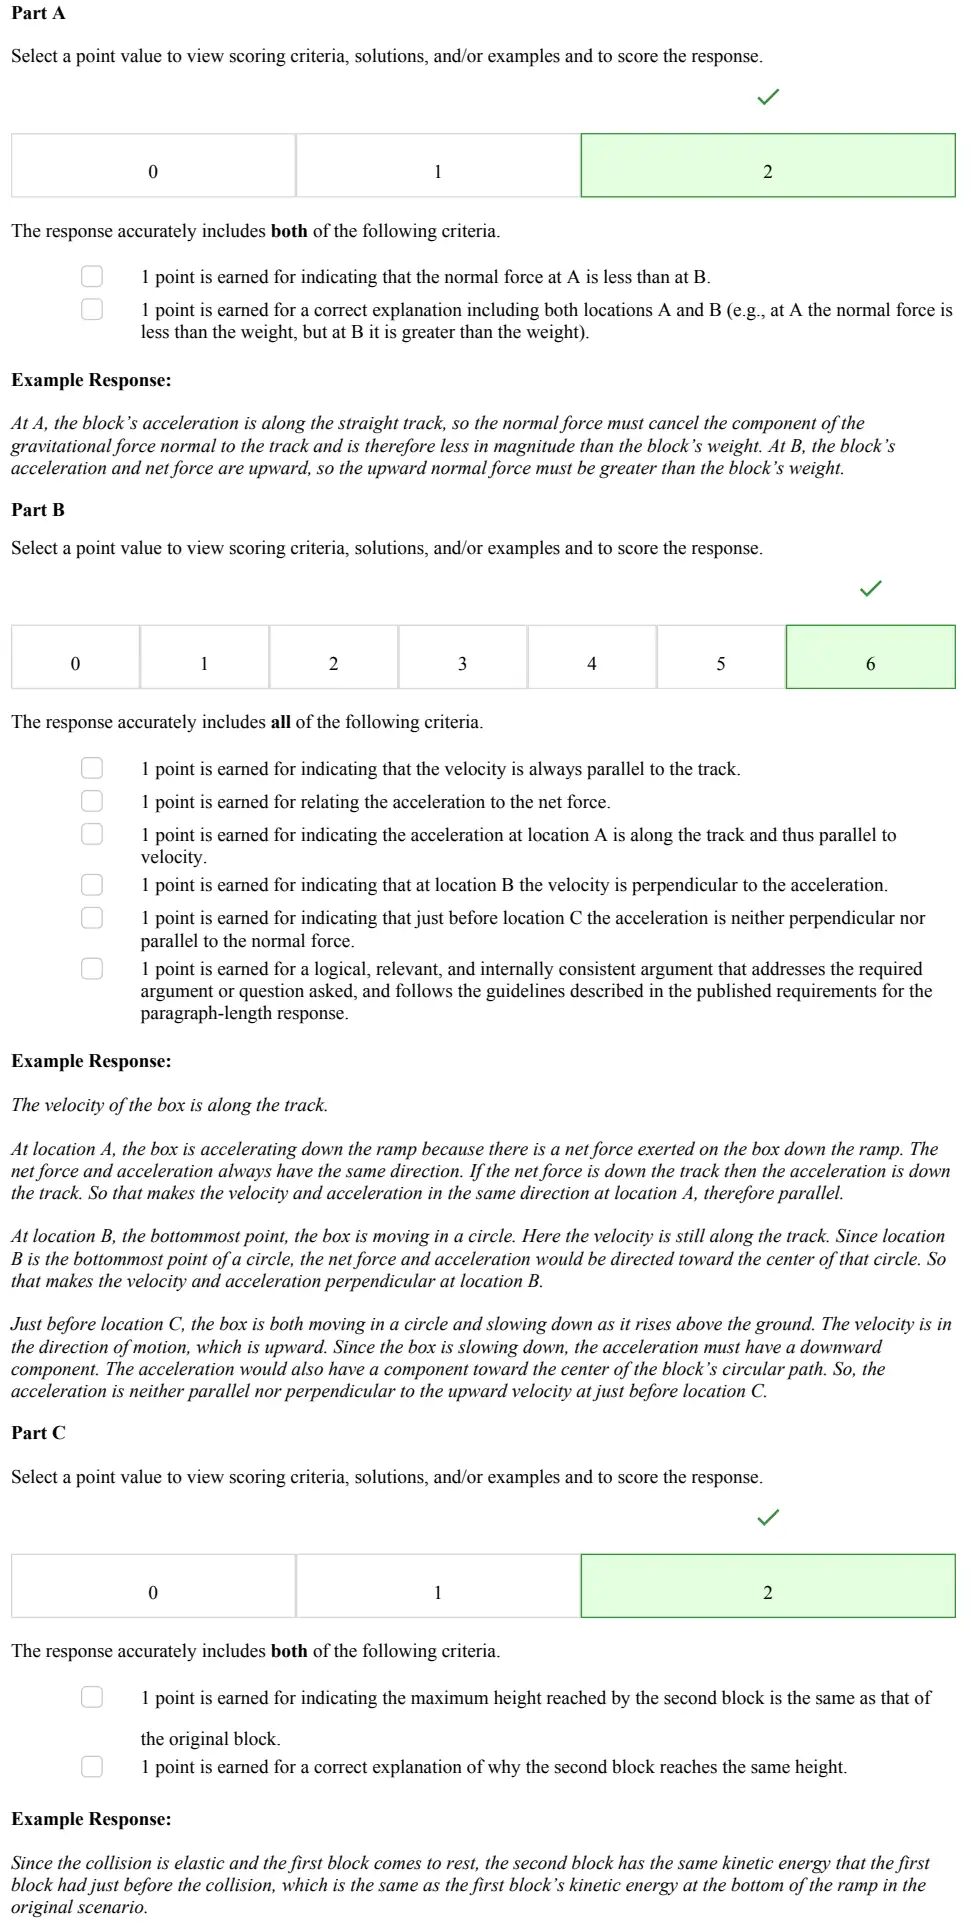 Part A
Select a point value to view scoring criteria, solutions, and/or examples and to score the response.
0
1
2
The response accurately includes both of the following criteria.
1 point is earned for indicating that the normal force at A is less than at B.
1 point is earned for a correct explanation including both locations A and B (e.g., at A the normal force is
less than the weight, but at B it is greater than the weight).
Example Response:
At A, the block’s acceleration is along the straight track, so the normal force must cancel the component of the
gravitational force normal to the track and is therefore less in magnitude than the block’s weight. At B, the block’s
acceleration and net force are upward, so the upward normal force must be greater than the block’s weight.
Part B
Select a point value to view scoring criteria, solutions, and/or examples and to score the response.
0
1
2
3
4
5
6
The response accurately includes all of the following criteria.
1 point is earned for indicating that the velocity is always parallel to the track.
1 point is earned for relating the acceleration to the net force.
1 point is earned for indicating the acceleration at location A is along the track and thus parallel to
velocity.
1 point is earned for indicating that at location B the velocity is perpendicular to the acceleration.
1 point is earned for indicating that just before location C the acceleration is neither perpendicular nor
parallel to the normal force.
1 point is earned for a logical, relevant, and internally consistent argument that addresses the required
argument or question asked, and follows the guidelines described in the published requirements for the
paragraph-length response.
Example Response:
The velocity of the box is along the track.
At location A, the box is accelerating down the ramp because there is a net force exerted on the box down the ramp. The
net force and acceleration always have the same direction. If the net force is down the track then the acceleration is down
the track. So that makes the velocity and acceleration in the same direction at location A, therefore parallel.
At location B, the bottommost point, the box is moving in a circle. Here the velocity is still along the track. Since location
B is the bottommost point of a circle, the net force and acceleration would be directed toward the center of that circle. So
that makes the velocity and acceleration perpendicular at location B.
Just before location C, the box is both moving in a circle and slowing down as it rises above the ground. The velocity is in
the direction of motion, which is upward. Since the box is slowing down, the acceleration must have a downward
component. The acceleration would also have a component toward the center of the block’s circular path. So, the
acceleration is neither parallel nor perpendicular to the upward velocity at just before location C.
Part C
Select a point value to view scoring criteria, solutions, and/or examples and to score the response.
0
1
2
The response accurately includes both of the following criteria.
1 point is earned for indicating the maximum height reached by the second block is the same as that of
the original block.
1 point is earned for a correct explanation of why the second block reaches the same height.
Example Response:
Since the collision is elastic and the first block comes to rest, the second block has the same kinetic energy that the first
block had just before the collision, which is the same as the first block’s kinetic energy at the bottom of the ramp in the
original scenario.